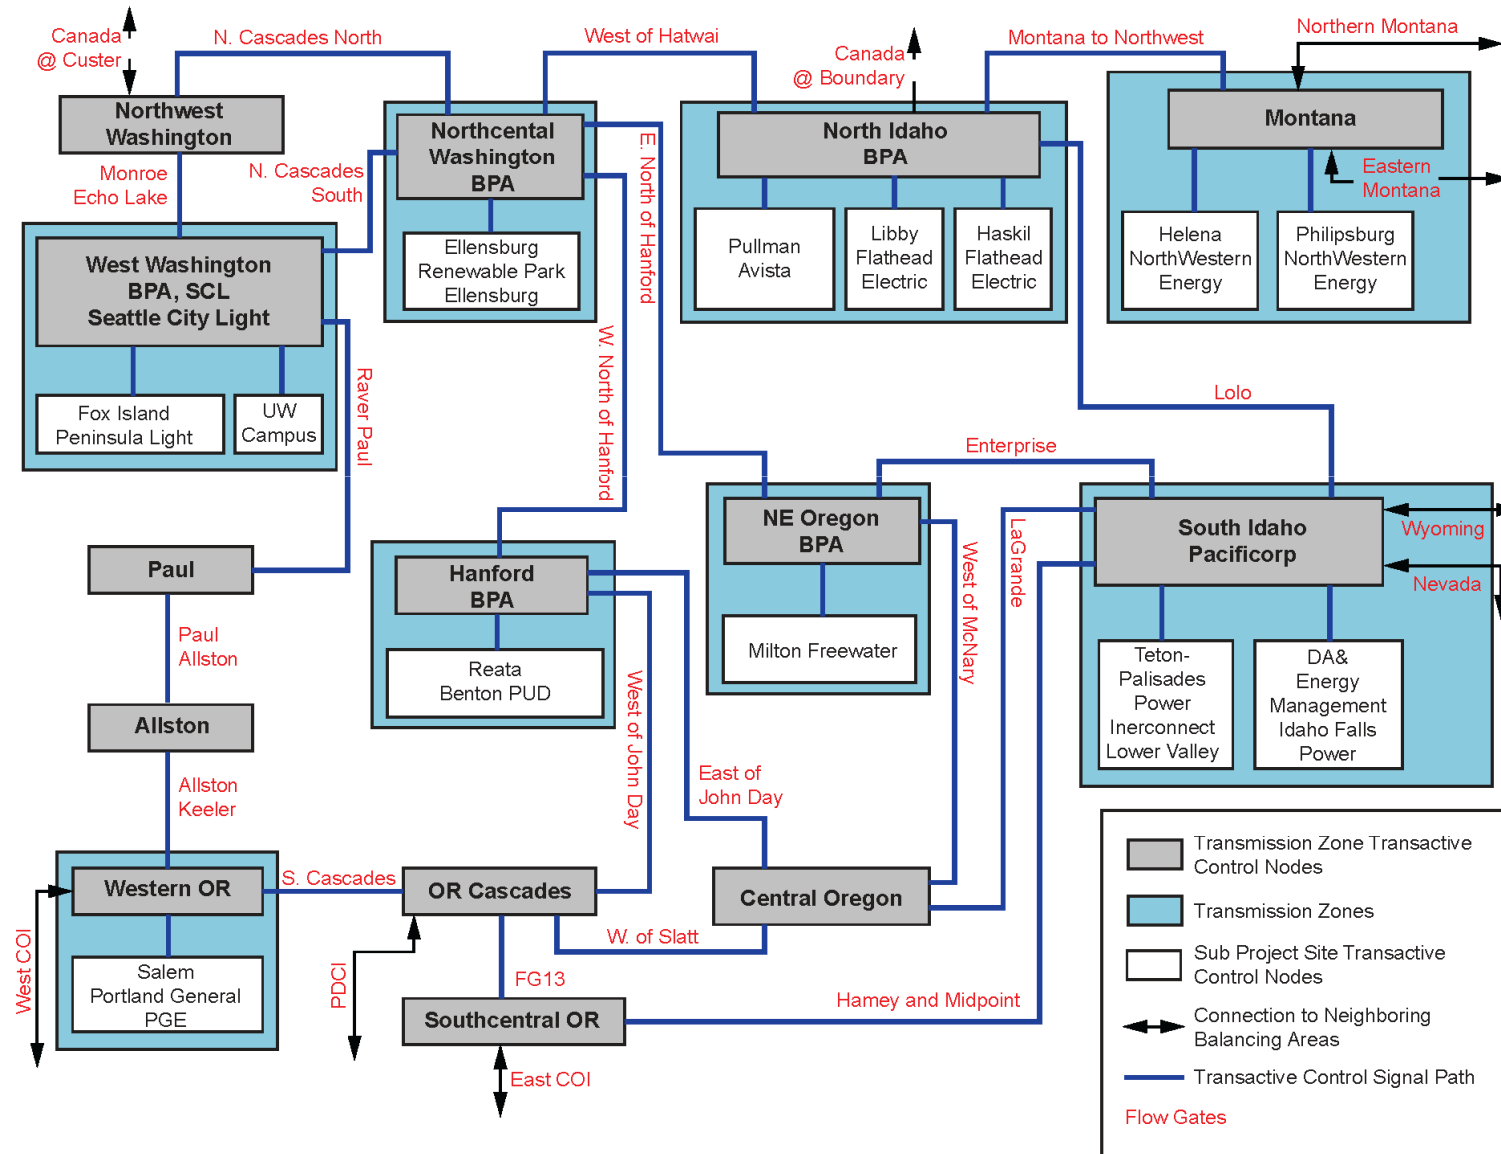 Canada
@ Custer
N. Cascades North
West of Hatwai
Canada
@ Boundary
Montana to Northwest
Northern Montana
Northwest
Washington
Northcental
Washington
BPA
North Idaho
BPA
Montana
Monroe
Echo Lake
N. Cascades
South
E. North of Hanford
Eastern
Montana
West Washington
BPA, SCL
Seattle City Light
Ellensburg
Renewable Park
Ellensburg
Pullman
Avista
Libby
Flathead
Electric
Haskil
Flathead
Electric
Helena
NorthWestern
Energy
Philipsburg
NorthWestern
Energy
Fox Island
Peninsula Light
UW
Campus
Raver Paul
W. North of Hanford
Lolo
Enterprise
Paul
Hanford
BPA
NE Oregon
BPA
LaGrande
South Idaho
Pacificorp
Wyoming
Nevada
Paul
Allston
Reata
Benton PUD
Milton Freewater
West of McNary
Teton-
Palisades
Power
Inerconnect
Lower Valley
DA&
Energy
Management
Idaho Falls
Power
Allston
West of John Day
East of
John Day
Allston
Keeler
Western OR
S. Cascades
OR Cascades
Central Oregon
West COI
Salem
Portland General
PGE
PDCI
W. of Slatt
FG13
Southcentral OR
Hamey and Midpoint
East COI
Transmission Zone Transactive
Control Nodes
Transmission Zones
Sub Project Site Transactive
Control Nodes
Connection to Neighboring
Balancing Areas
Transactive Control Signal Path
Flow Gates